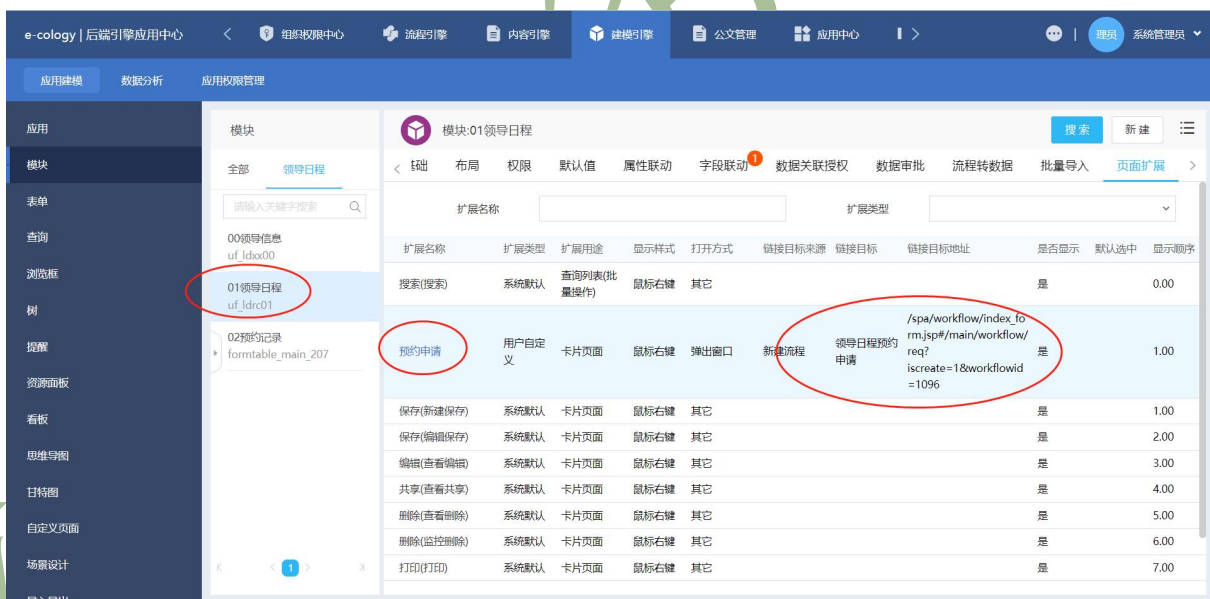 e-cology | 后端引擎应用中心 < 组织权限中心 流程引擎 内容引擎 建模引擎 公文管理 应用中心 > 理员 系统管理员
应用建模 数据分析 应用权限管理
应用
模块
表单
查询
浏览框
树
提醒
资源面板
看板
思维导图
甘特图
自定义页面
场景设计
模块
全部 领导日程
请输入关键字搜索
00领导信息
uf_ldxx00
01领导日程
uf_ldrc01
02预约记录
formtable_main_207
< 1 >
模块:01领导日程 搜索 新建
< 布局 权限 默认值 属性联动 字段联动 1 数据关联授权 数据审批 流程转数据 批量导入 页面扩展 >
扩展名称 扩展类型
扩展名称 扩展类型 扩展用途 显示样式 打开方式 链接目标来源 链接目标 链接目标地址 是否显示 默认选中 显示顺序
搜索(搜索) 系统默认 查询列表(批
量操作) 鼠标右键 其它 是 0.00
预约申请 用户自定
义 卡片页面 鼠标右键 弹出窗口 新建流程 领导日程预约
申请 /spa/workflow/index_fo
rm.jsp#/main/workflow/
req?
iscreate=1&workflowid
=1096 是 1.00
保存(新建保存) 系统默认 卡片页面 鼠标右键 其它 是 1.00
保存(编辑保存) 系统默认 卡片页面 鼠标右键 其它 是 2.00
编辑(查看编辑) 系统默认 卡片页面 鼠标右键 其它 是 3.00
共享(查看共享) 系统默认 卡片页面 鼠标右键 其它 是 4.00
删除(查看删除) 系统默认 卡片页面 鼠标右键 其它 是 5.00
删除(监控删除) 系统默认 卡片页面 鼠标右键 其它 是 6.00
打印(打印) 系统默认 卡片页面 鼠标右键 其它 是 7.00